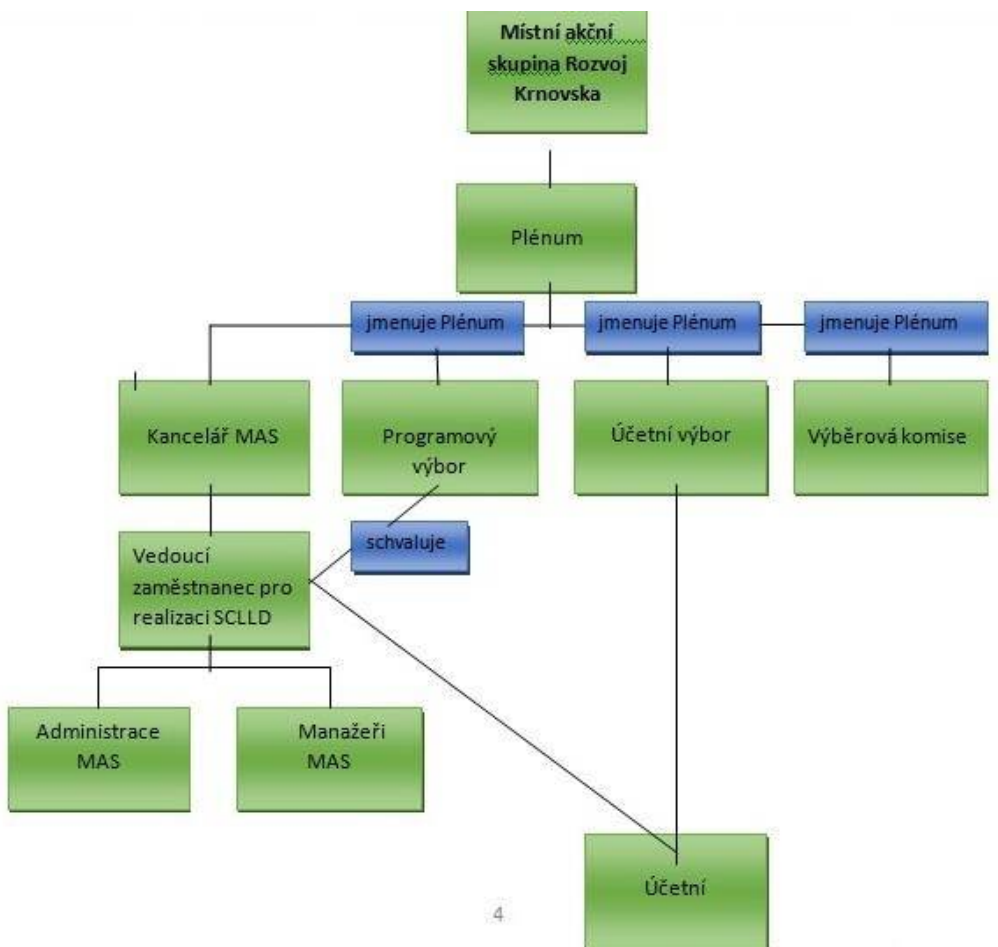 Místní akční
skupina Rozvoj
Krnovska
Plénum
jmenuje Plénum
jmenuje Plénum
jmenuje Plénum
Kancelář MAS
Programový
výbor
Účetní výbor
Výběrová komise
schvaluje
Vedoucí
zaměstnanec pro
realizaci SCLLD
Administrace
MAS
Manažeři
MAS
Účetní
4